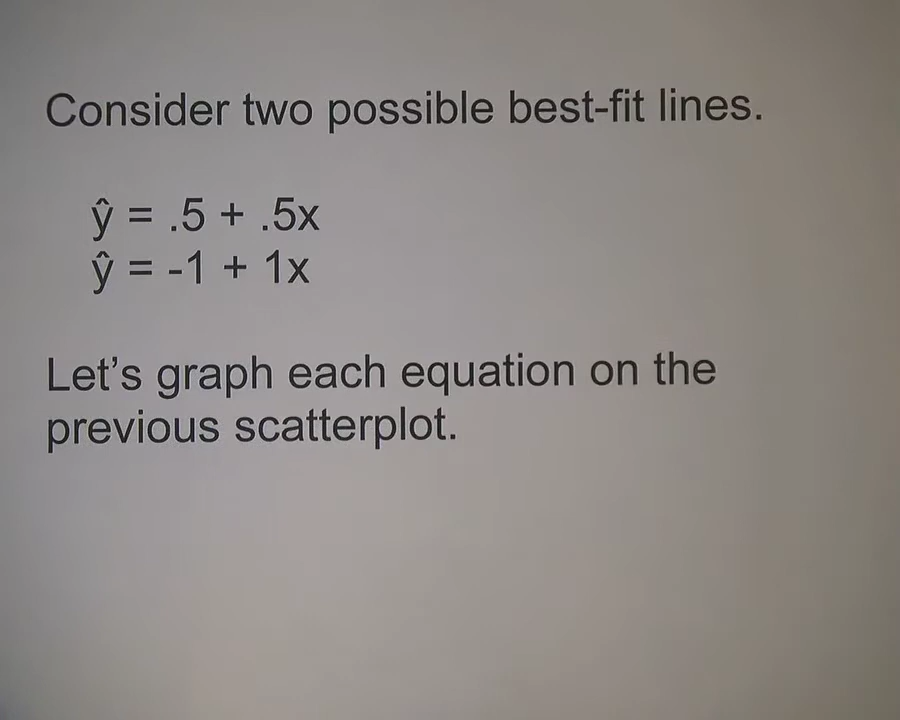 Consider two possible best-fit lines.
ŷ = .5 + .5x
ŷ = -1 + 1x
Let's graph each equation on the
previous scatterplot.